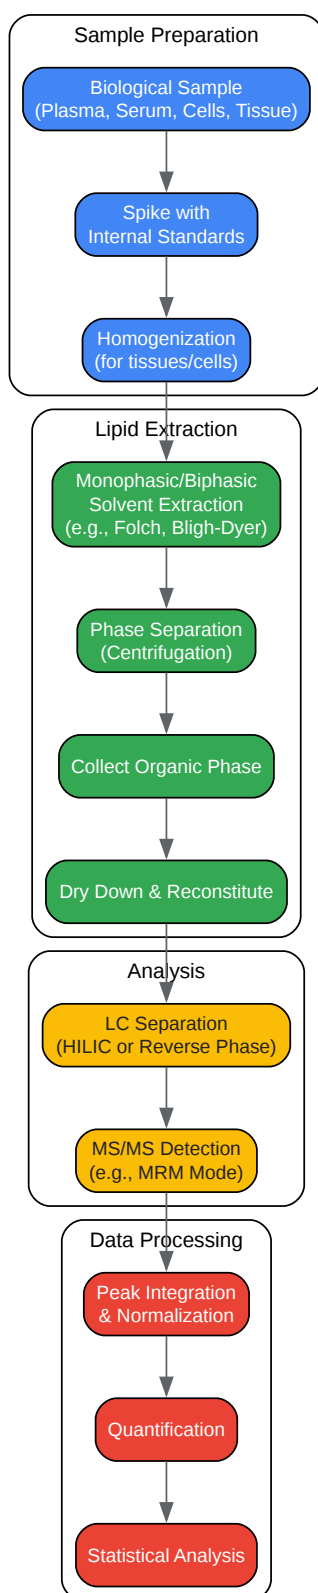 Sample Preparation
Biological Sample
(Plasma, Serum, Cells, Tissue)
Spike with
Internal Standards
Homogenization
(for tissues/cells)
Lipid Extraction
Monophasic/Biphasic
Solvent Extraction
(e.g., Folch, Bligh-Dyer)
Phase Separation
(Centrifugation)
Collect Organic Phase
Dry Down & Reconstitute
Analysis
LC Separation
(HILIC or Reverse Phase)
MS/MS Detection
(e.g., MRM Mode)
Data Processing
Peak Integration
& Normalization
Quantification
Statistical Analysis